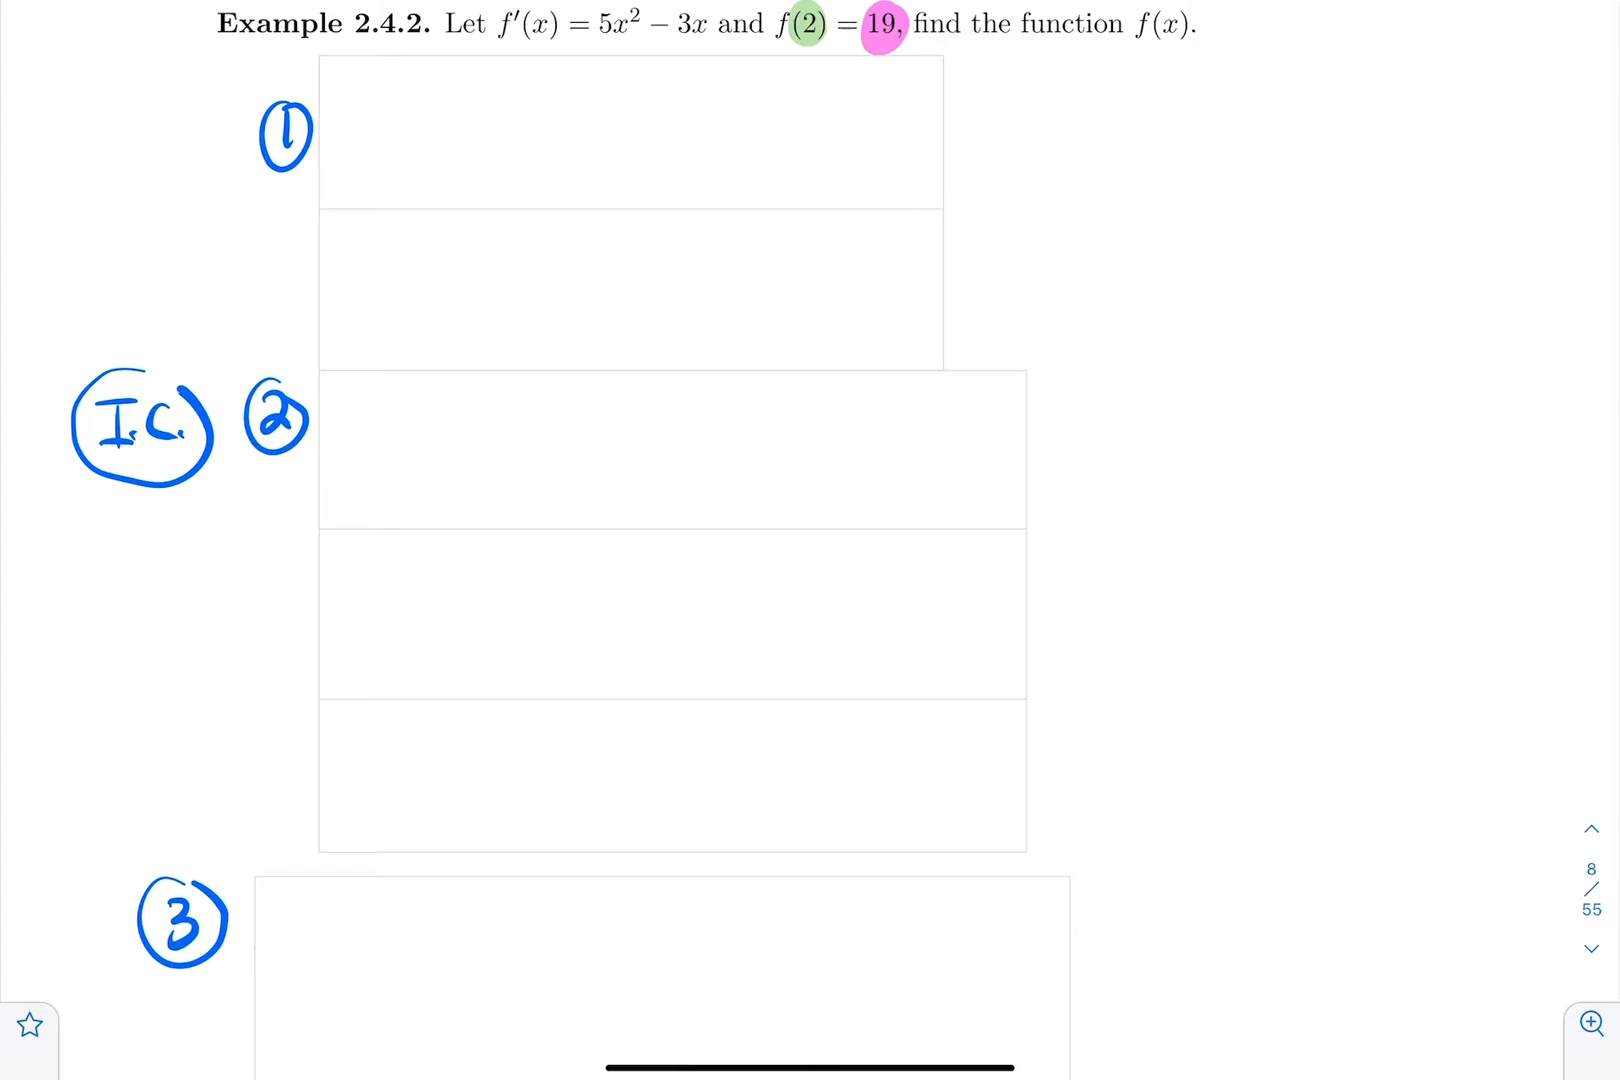 Example 2.4.2. Let f′(x) = 5x² − 3x and f(2) = 19, find the function f(x).
①
I.C. ②
③
8
/
55